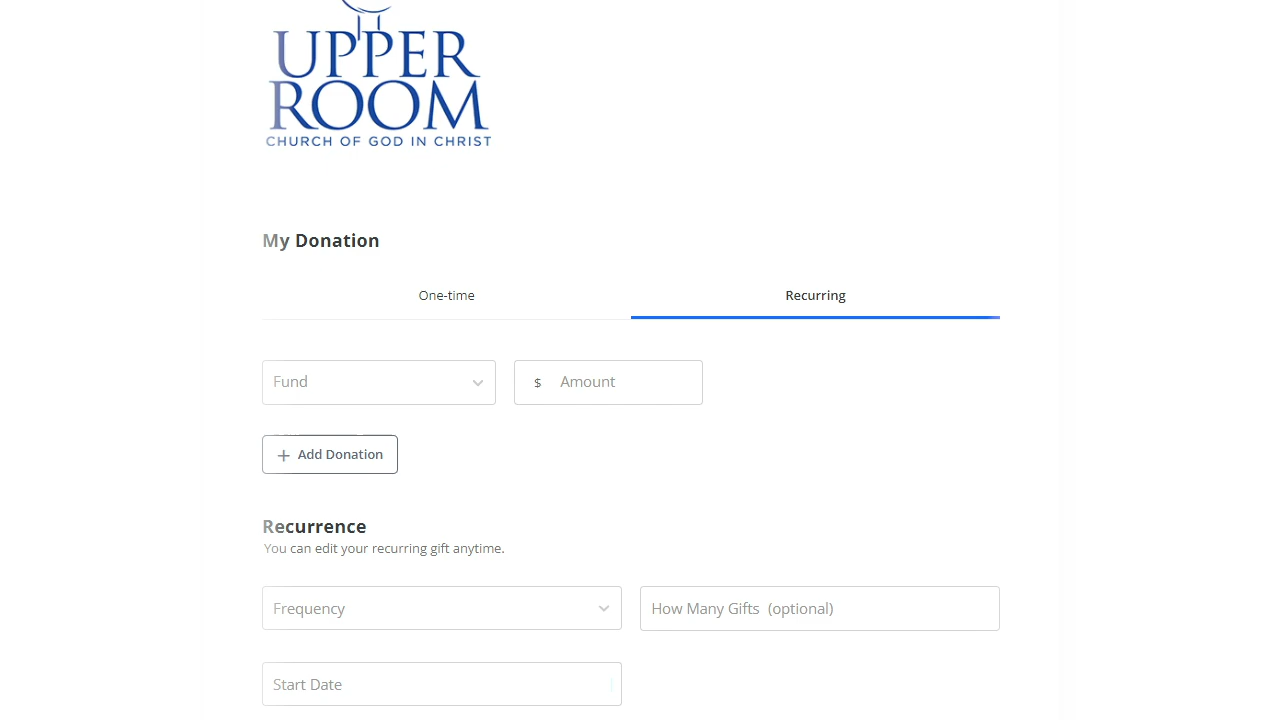 UPPER
ROOM
CHURCH OF GOD IN CHRIST
My Donation
One-time Recurring
Fund $ Amount
+ Add Donation
Recurrence
You can edit your recurring gift anytime.
Frequency How Many Gifts (optional)
Start Date